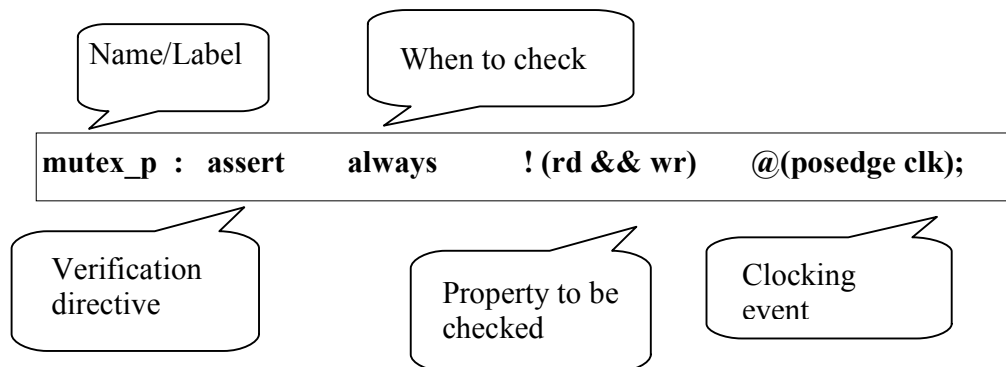 Name/Label
When to check
mutex_p : assert always ! (rd && wr) @(posedge clk);
Verification
directive
Property to be
checked
Clocking
event